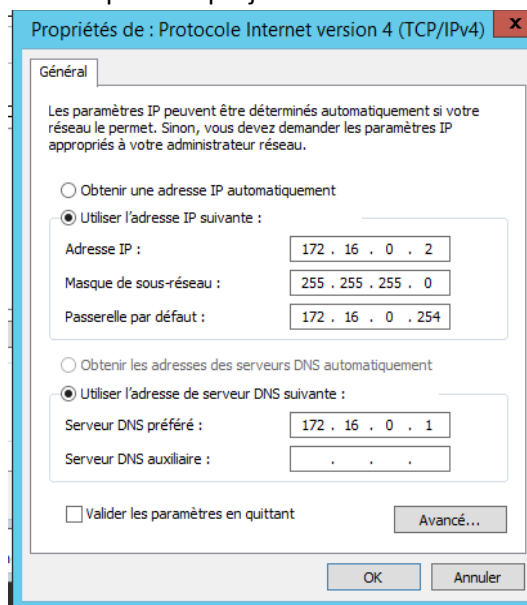 Propriétés de : Protocole Internet version 4 (TCP/IPv4) x
Général
Les paramètres IP peuvent être déterminés automatiquement si votre
réseau le permet. Sinon, vous devez demander les paramètres IP
appropriés à votre administrateur réseau.
Obtenir une adresse IP automatiquement
Utiliser l'adresse IP suivante :
Adresse IP : 172 . 16 . 0 . 2
Masque de sous-réseau : 255 . 255 . 255 . 0
Passerelle par défaut : 172 . 16 . 0 . 254
Obtenir les adresses des serveurs DNS automatiquement
Utiliser l'adresse de serveur DNS suivante :
Serveur DNS préféré : 172 . 16 . 0 . 1
Serveur DNS auxiliaire : . . .
Valider les paramètres en quittant Avancé...
OK Annuler